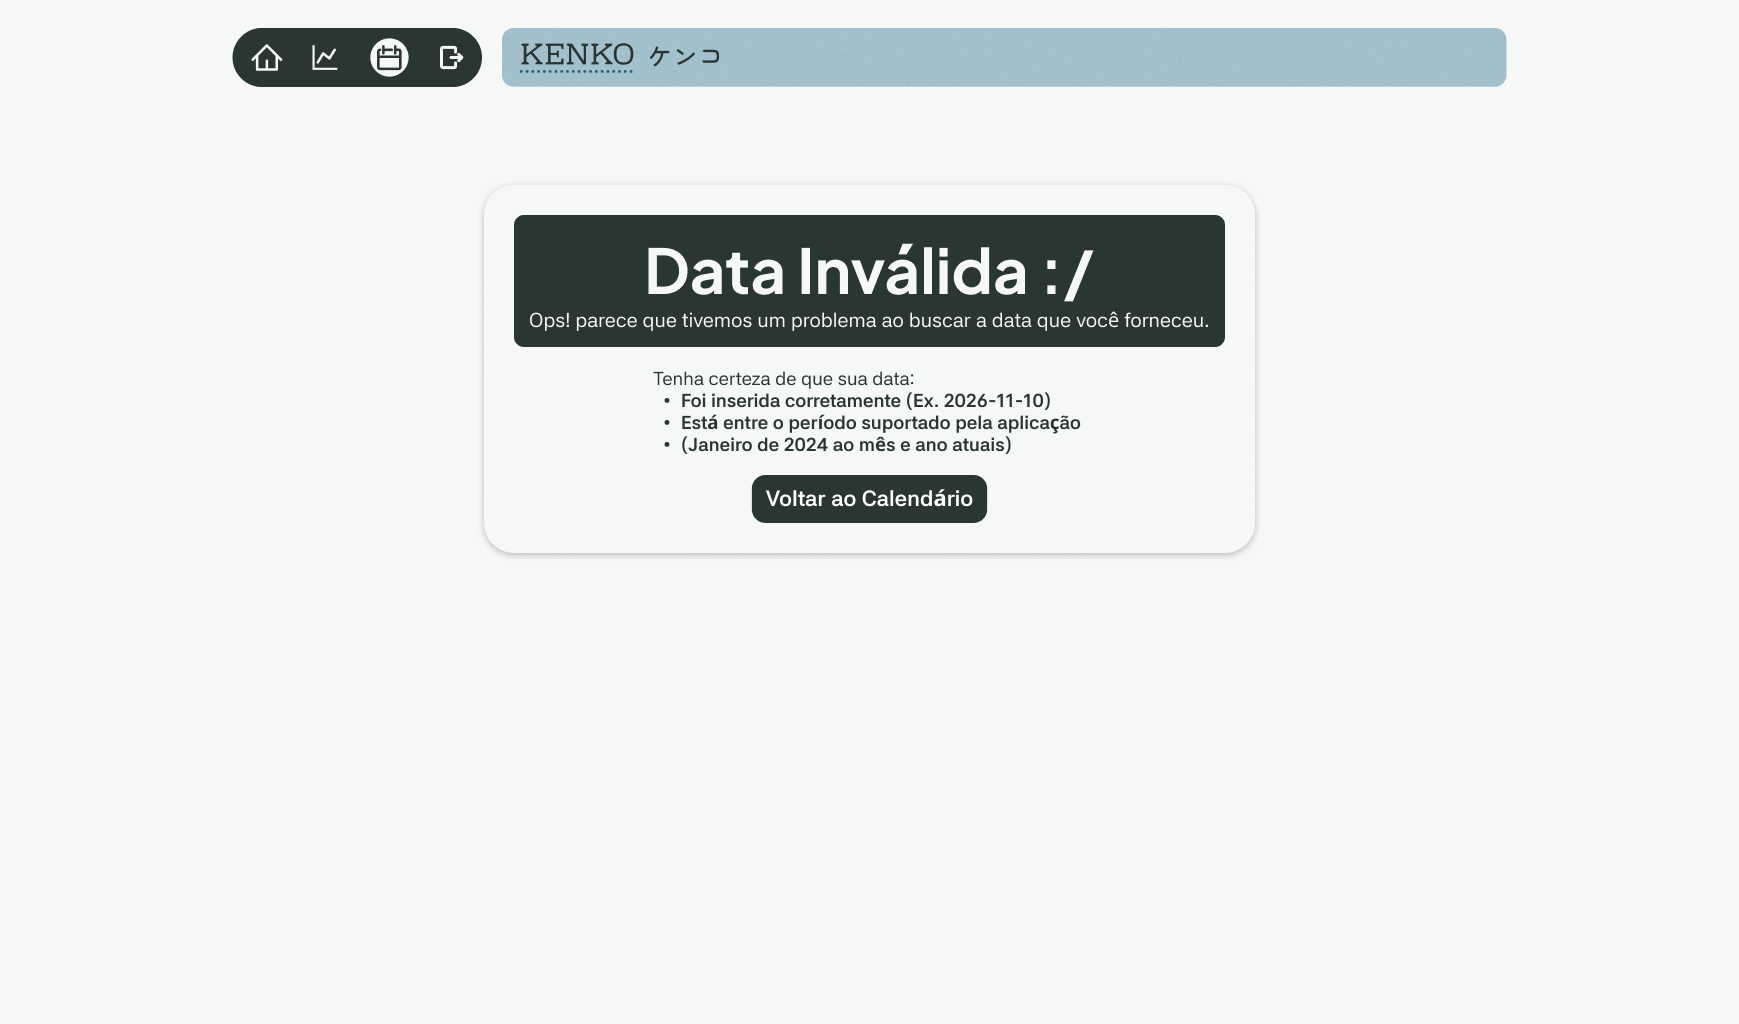 KENKO ケンコ
Data Inválida :/
Ops! parece que tivemos um problema ao buscar a data que você forneceu.
Tenha certeza de que sua data:
• Foi inserida corretamente (Ex. 2026-11-10)
• Está entre o período suportado pela aplicação
• (Janeiro de 2024 ao mês e ano atuais)
Voltar ao Calendário